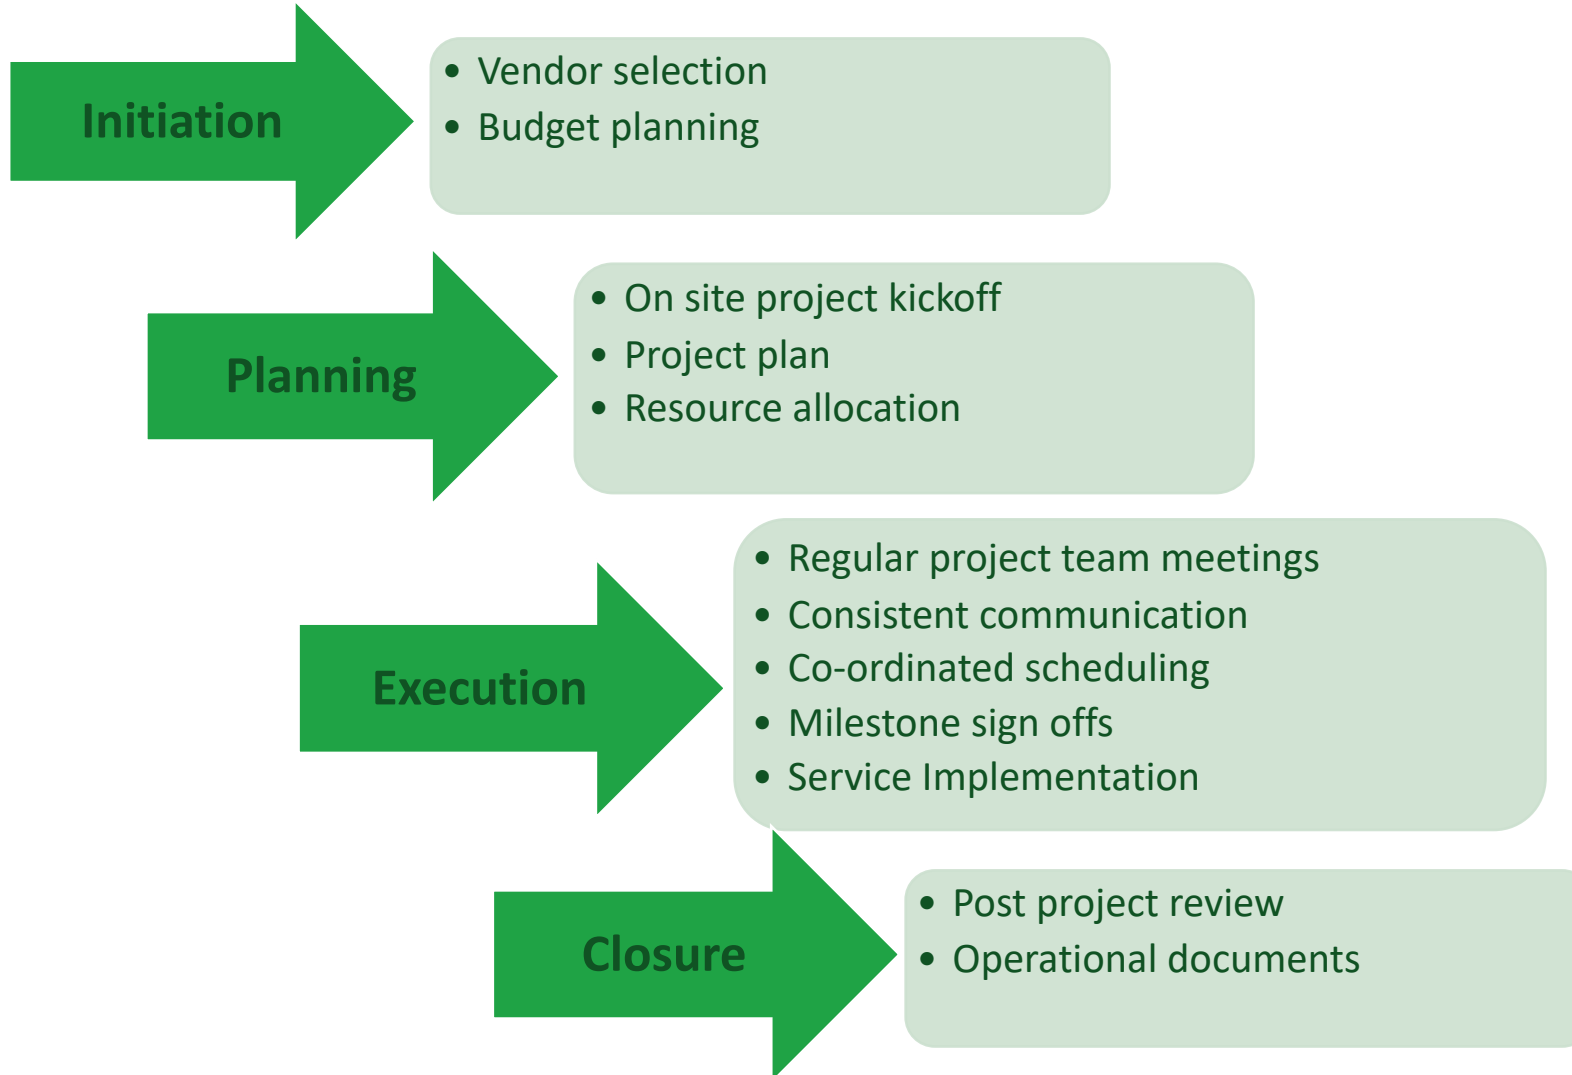 Initiation
• Vendor selection
• Budget planning
Planning
• On site project kickoff
• Project plan
• Resource allocation
Execution
• Regular project team meetings
• Consistent communication
• Co-ordinated scheduling
• Milestone sign offs
• Service Implementation
Closure
• Post project review
• Operational documents